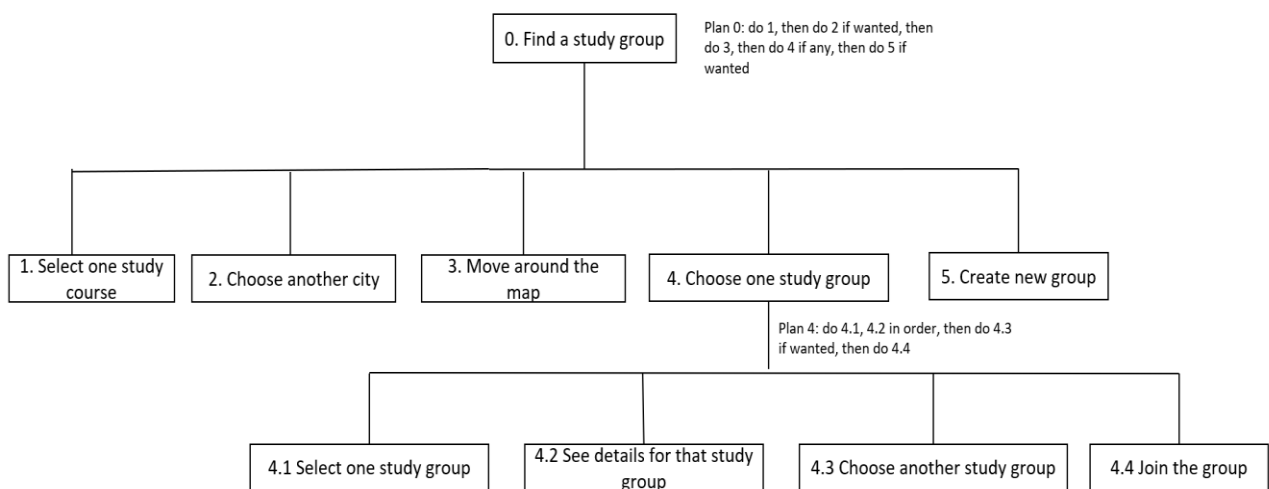 0. Find a study group
Plan 0: do 1, then do 2 if wanted, then
do 3, then do 4 if any, then do 5 if
wanted
1. Select one study
course
2. Choose another city
3. Move around the
map
4. Choose one study group
5. Create new group
Plan 4: do 4.1, 4.2 in order, then do 4.3
if wanted, then do 4.4
4.1 Select one study group
4.2 See details for that study
group
4.3 Choose another study group
4.4 Join the group